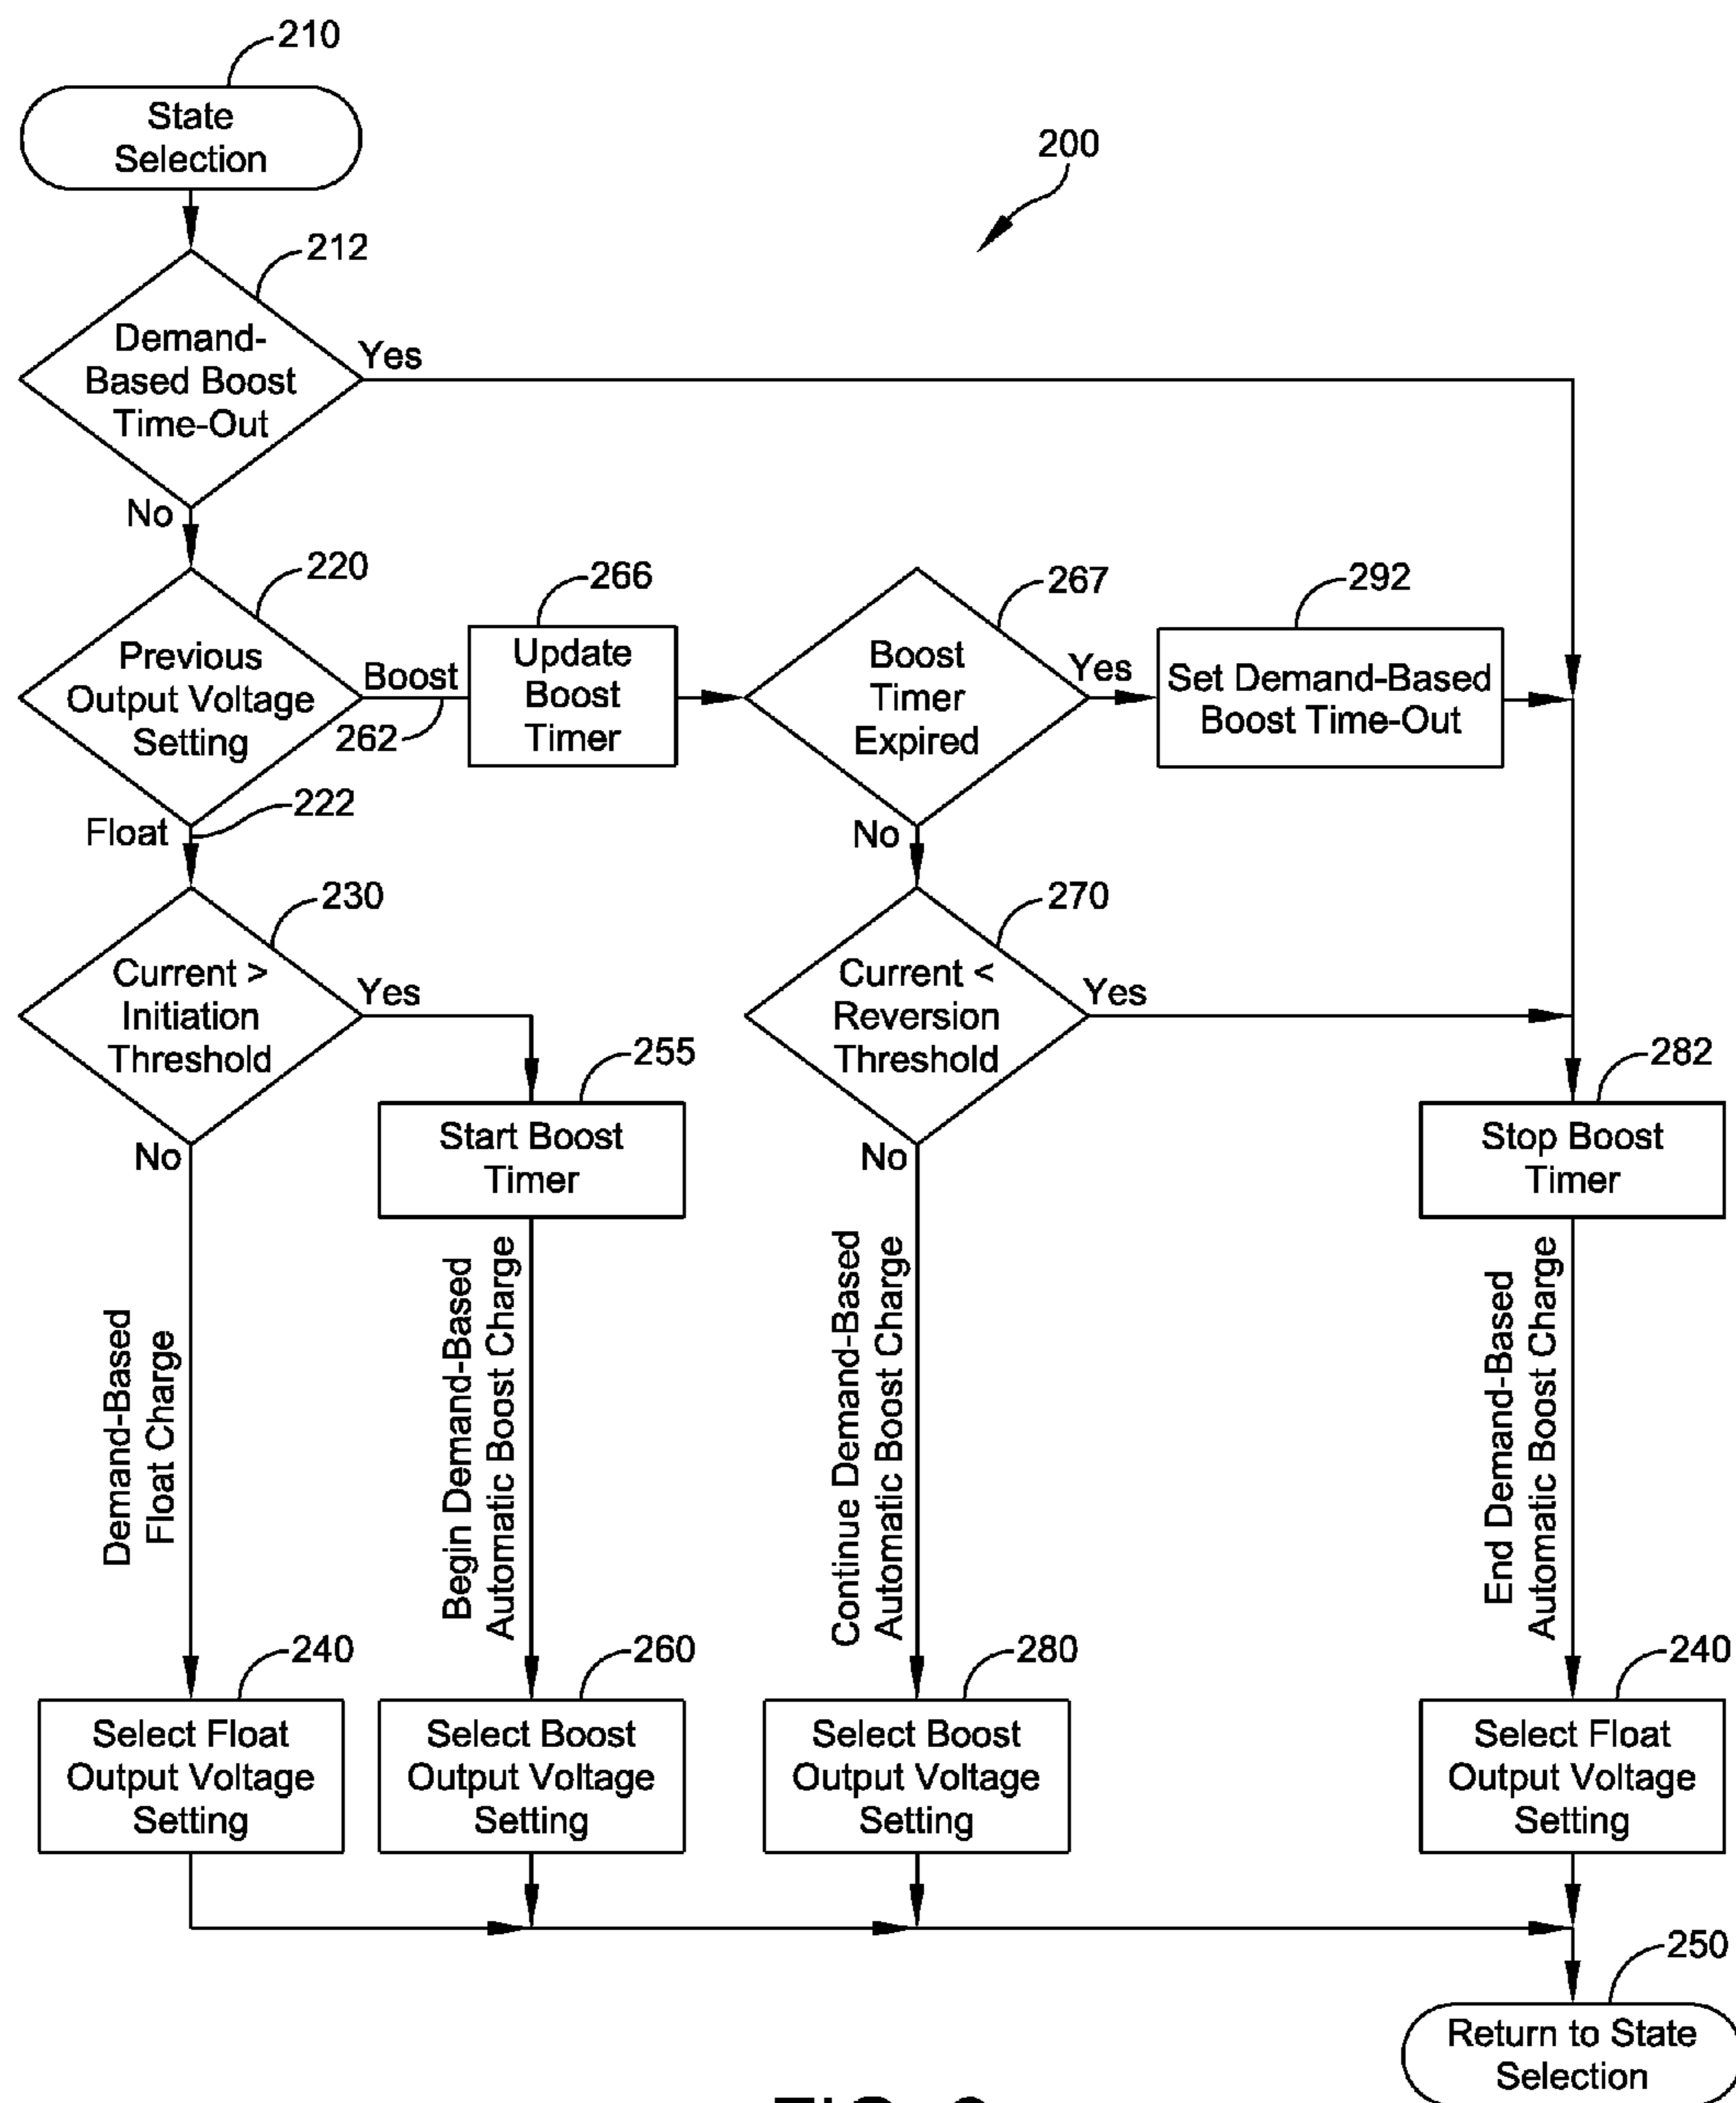 210
State
Selection
200
212
Demand-
Based Boost
Time-Out
Yes
No
220
Previous
Output Voltage
Setting
Boost
262
266
Update
Boost
Timer
267
Boost
Timer
Expired
Yes
292
Set Demand-Based
Boost Time-Out
222
Float
No
230
Current >
Initiation
Threshold
Yes
No
255
Start Boost
Timer
270
Current <
Reversion
Threshold
Yes
No
282
Stop Boost
Timer
Demand-Based
Float Charge
Begin Demand-Based
Automatic Boost Charge
Continue Demand-Based
Automatic Boost Charge
End Demand-Based
Automatic Boost Charge
240
Select Float
Output Voltage
Setting
260
Select Boost
Output Voltage
Setting
280
Select Boost
Output Voltage
Setting
240
Select Float
Output Voltage
Setting
250
Return to State
Selection